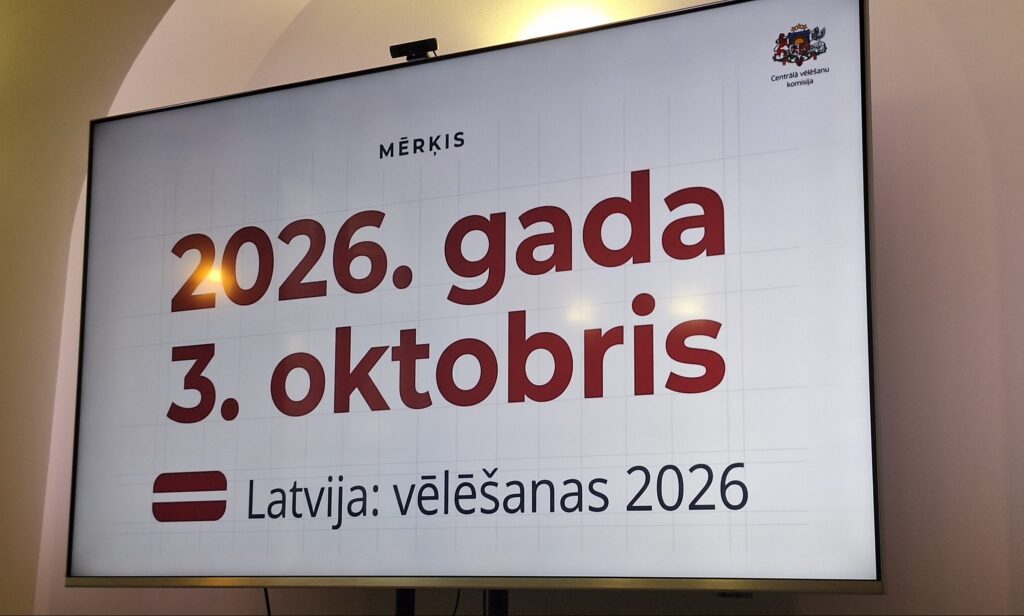 Centrālā vēlēšanu
komisija
MĒRĶIS
2026. gada
3. oktobris
Latvija: vēlēšanas 2026